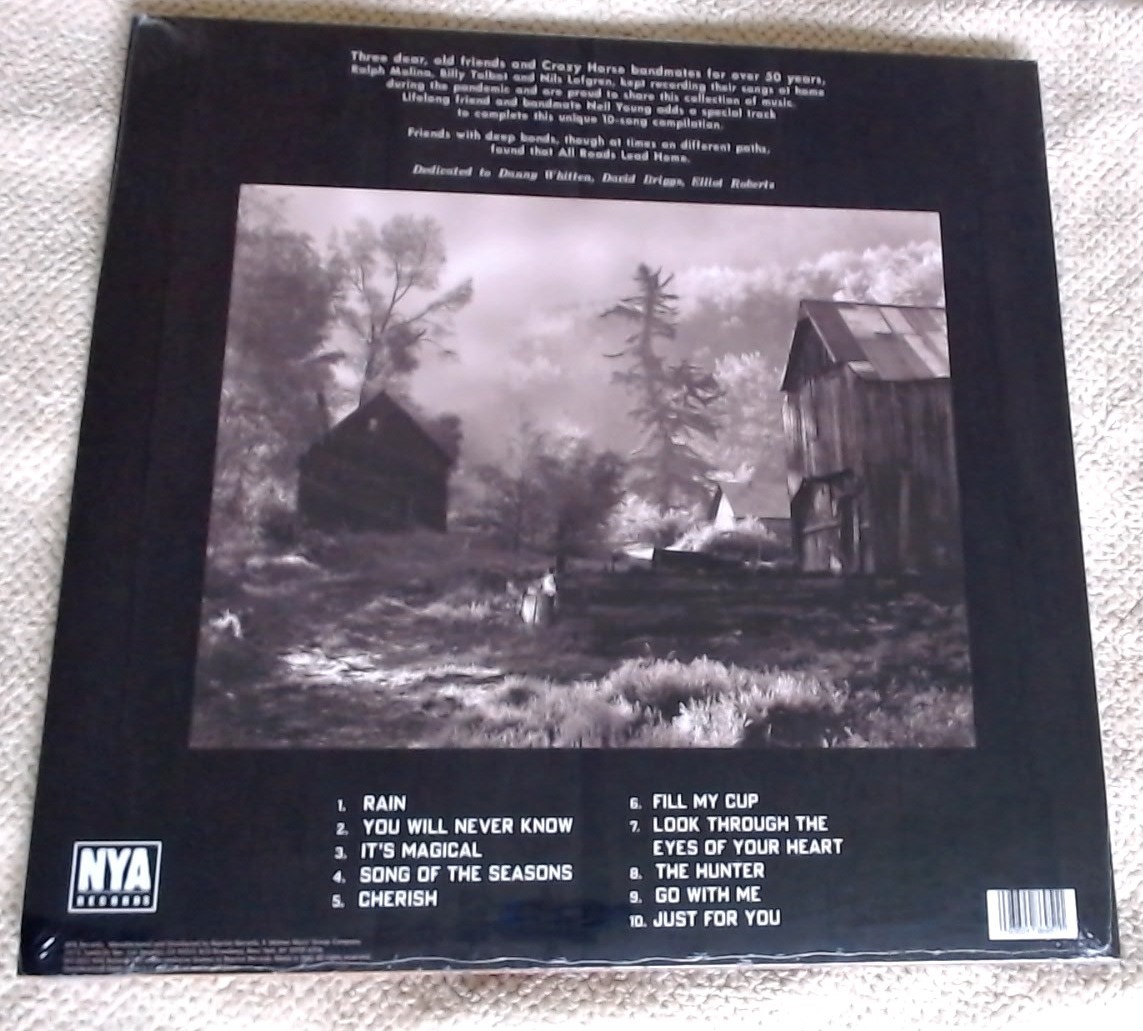 Three dear, old friends and Crazy Horse bandmates for over 50 years,
Ralph Molina, Billy Talbot and Nils Lofgren, kept recording their songs at home
during the pandemic and are proud to share this collection of music.
Lifelong friend and bandmate Neil Young adds a special track
to complete this unique 10-song compilation.
Friends with deep bonds, though at times on different paths,
found that All Roads Lead Home.
Dedicated to Danny Whitten, David Briggs, Elliot Roberts
1. RAIN
2. YOU WILL NEVER KNOW
3. IT'S MAGICAL
4. SONG OF THE SEASONS
5. CHERISH
6. FILL MY CUP
7. LOOK THROUGH THE
EYES OF YOUR HEART
8. THE HUNTER
9. GO WITH ME
10. JUST FOR YOU
NYA
RECORDS